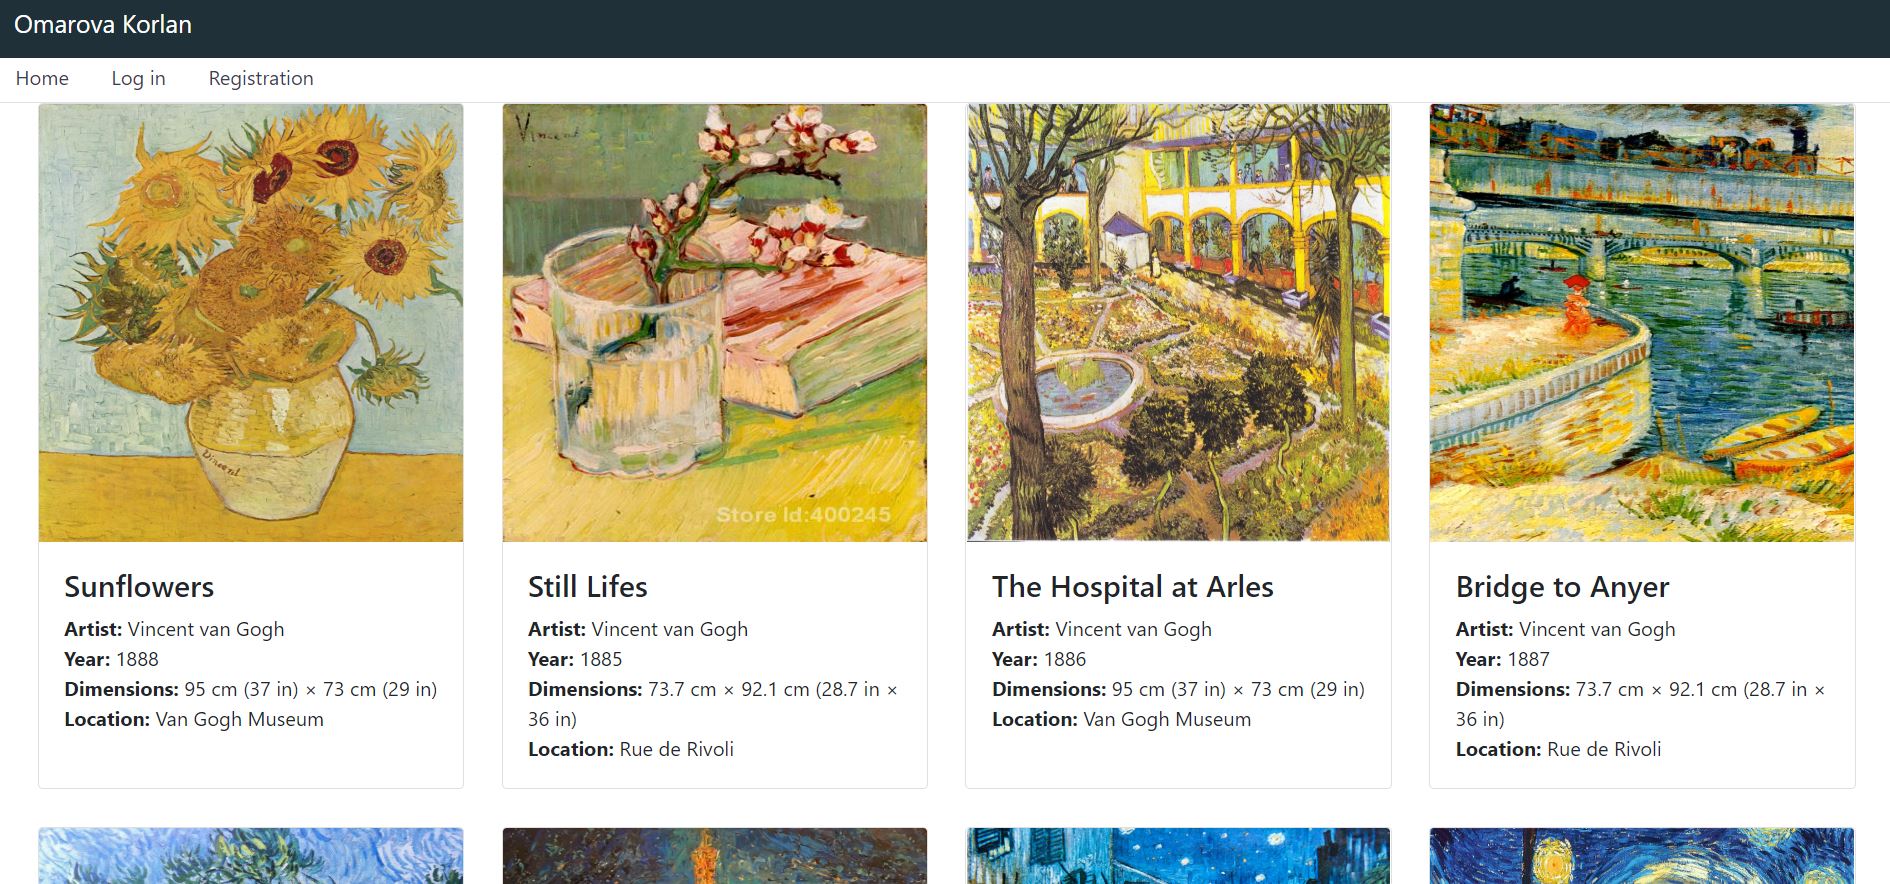 Omarova Korlan
Home Log in Registration
Vincent
Vincent
Store Id:400245
Sunflowers
Artist: Vincent van Gogh
Year: 1888
Dimensions: 95 cm (37 in) × 73 cm (29 in)
Location: Van Gogh Museum
Still Lifes
Artist: Vincent van Gogh
Year: 1885
Dimensions: 73.7 cm × 92.1 cm (28.7 in ×
36 in)
Location: Rue de Rivoli
The Hospital at Arles
Artist: Vincent van Gogh
Year: 1886
Dimensions: 95 cm (37 in) × 73 cm (29 in)
Location: Van Gogh Museum
Bridge to Anyer
Artist: Vincent van Gogh
Year: 1887
Dimensions: 73.7 cm × 92.1 cm (28.7 in ×
36 in)
Location: Rue de Rivoli